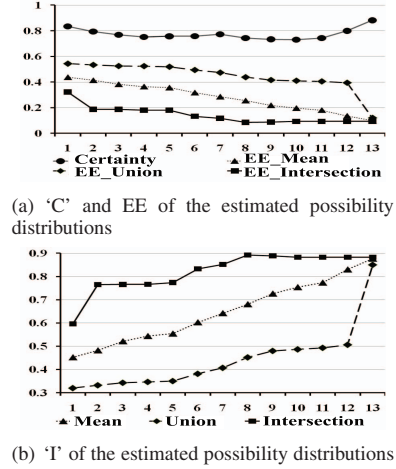 1
0.8
0.6
0.4
0.2
0
1 2 3 4 5 6 7 8 9 10 11 12 13
Certainty EE_Mean
EE_Union EE_Intersection
(a) ‘C’ and EE of the estimated possibility
distributions
0.9
0.8
0.7
0.6
0.5
0.4
0.3
1 2 3 4 5 6 7 8 9 10 11 12 13
Mean Union Intersection
(b) ‘I’ of the estimated possibility distributions